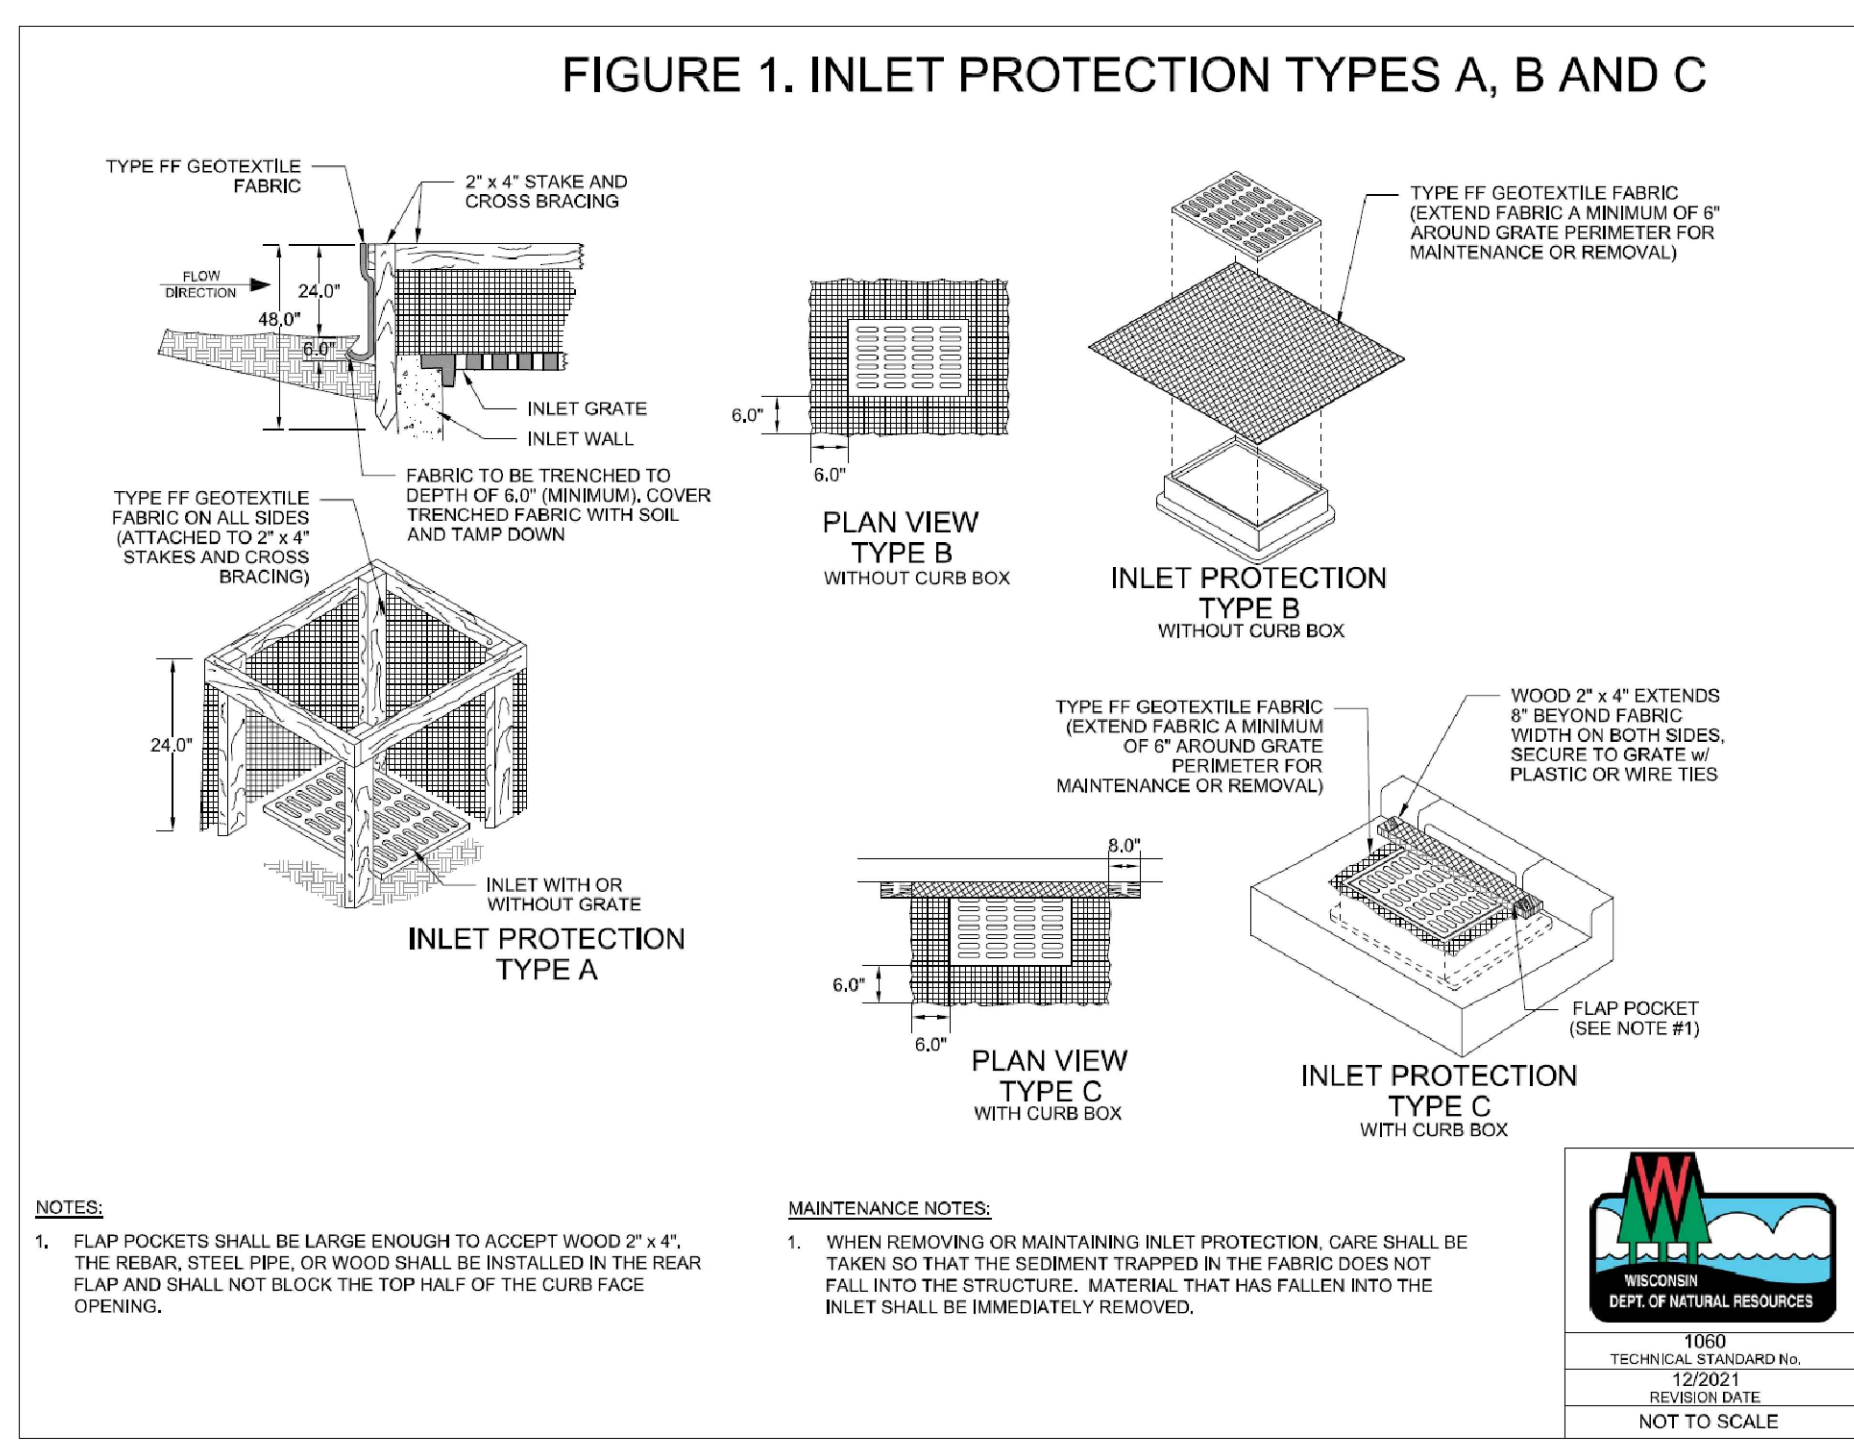 FIGURE 1. INLET PROTECTION TYPES A, B AND C
TYPE FF GEOTEXTILE
FABRIC
2" x 4" STAKE AND
CROSS BRACING
FLOW
DIRECTION
24.0"
48.0"
6.0"
INLET GRATE
INLET WALL
FABRIC TO BE TRENCHED TO
DEPTH OF 6.0" (MINIMUM). COVER
TRENCHED FABRIC WITH SOIL
AND TAMP DOWN
TYPE FF GEOTEXTILE
FABRIC ON ALL SIDES
(ATTACHED TO 2" x 4"
STAKES AND CROSS
BRACING)
24.0"
INLET WITH OR
WITHOUT GRATE
INLET PROTECTION
TYPE A
6.0"
6.0"
PLAN VIEW
TYPE B
WITHOUT CURB BOX
TYPE FF GEOTEXTILE FABRIC
(EXTEND FABRIC A MINIMUM OF 6"
AROUND GRATE PERIMETER FOR
MAINTENANCE OR REMOVAL)
INLET PROTECTION
TYPE B
WITHOUT CURB BOX
TYPE FF GEOTEXTILE FABRIC
(EXTEND FABRIC A MINIMUM
OF 6" AROUND GRATE
PERIMETER FOR
MAINTENANCE OR REMOVAL)
WOOD 2" x 4" EXTENDS
8" BEYOND FABRIC
WIDTH ON BOTH SIDES,
SECURE TO GRATE w/
PLASTIC OR WIRE TIES
8.0"
6.0"
6.0"
PLAN VIEW
TYPE C
WITH CURB BOX
FLAP POCKET
(SEE NOTE #1)
INLET PROTECTION
TYPE C
WITH CURB BOX
NOTES:
1. FLAP POCKETS SHALL BE LARGE ENOUGH TO ACCEPT WOOD 2" x 4".
THE REBAR, STEEL PIPE, OR WOOD SHALL BE INSTALLED IN THE REAR
FLAP AND SHALL NOT BLOCK THE TOP HALF OF THE CURB FACE
OPENING.
MAINTENANCE NOTES:
1. WHEN REMOVING OR MAINTAINING INLET PROTECTION, CARE SHALL BE
TAKEN SO THAT THE SEDIMENT TRAPPED IN THE FABRIC DOES NOT
FALL INTO THE STRUCTURE. MATERIAL THAT HAS FALLEN INTO THE
INLET SHALL BE IMMEDIATELY REMOVED.
W
WISCONSIN
DEPT. OF NATURAL RESOURCES
1060
TECHNICAL STANDARD No.
12/2021
REVISION DATE
NOT TO SCALE